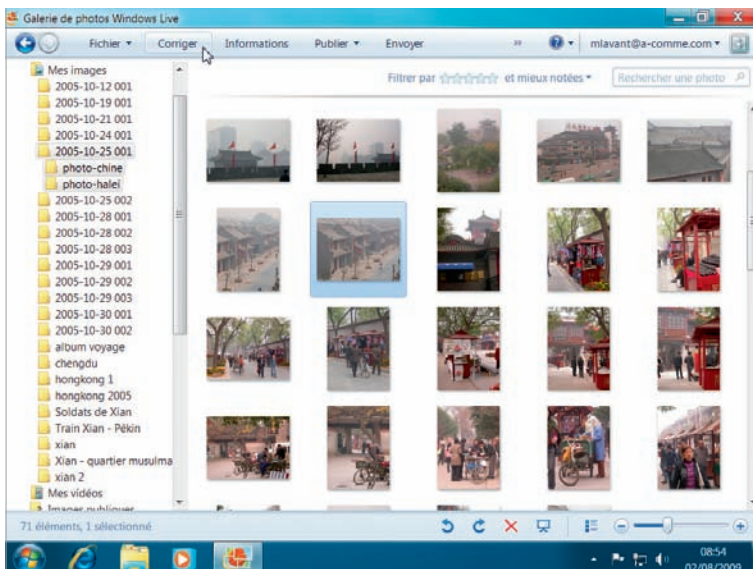 Galerie de photos Windows Live
Fichier Corriger Informations Publier Envoyer » mlavant@a-comme.com
Mes images
2005-10-12 001
2005-10-19 001
2005-10-21 001
2005-10-24 001
2005-10-25 001
photo-chine
photo-halei
2005-10-25 002
2005-10-28 001
2005-10-28 002
2005-10-28 003
2005-10-29 001
2005-10-29 002
2005-10-29 003
2005-10-30 001
2005-10-30 002
album voyage
chengdu
hongkong 1
hongkong 2005
Soldats de Xian
Train Xian - Pékin
xian
Xian - quartier musulma
xian 2
Mes vidéos
Images publiques
Filtrer par et mieux notées Rechercher une photo
71 éléments, 1 sélectionné
08:54
02/08/2009